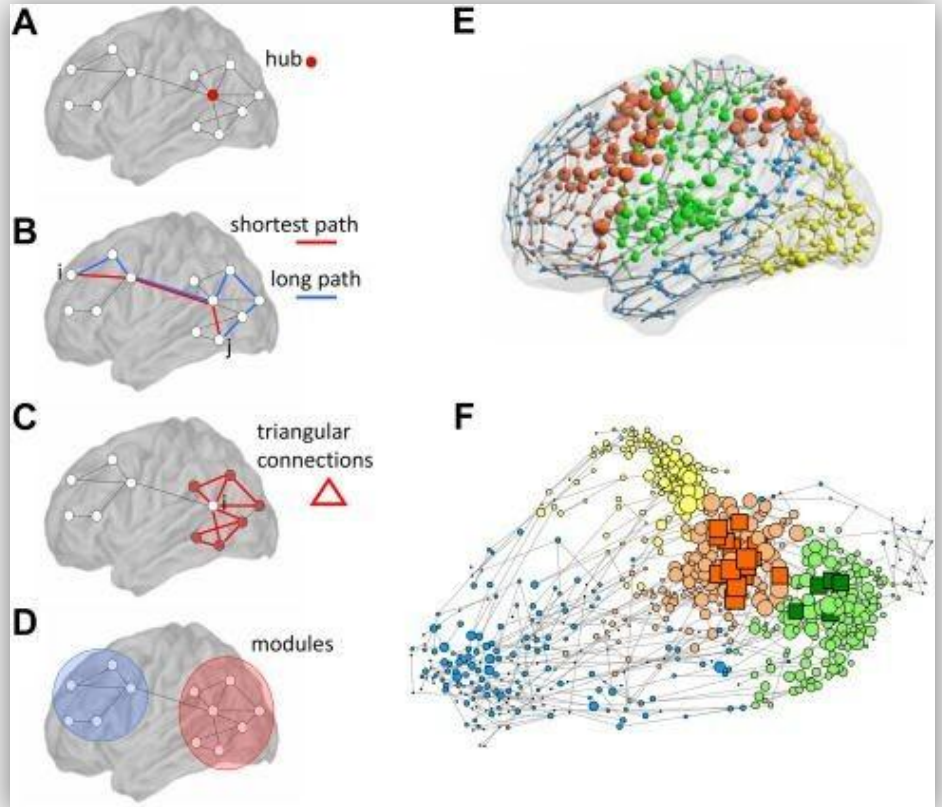 A
hub
B
shortest path
long path
i
j
C
triangular
connections
i
D
modules
E
F